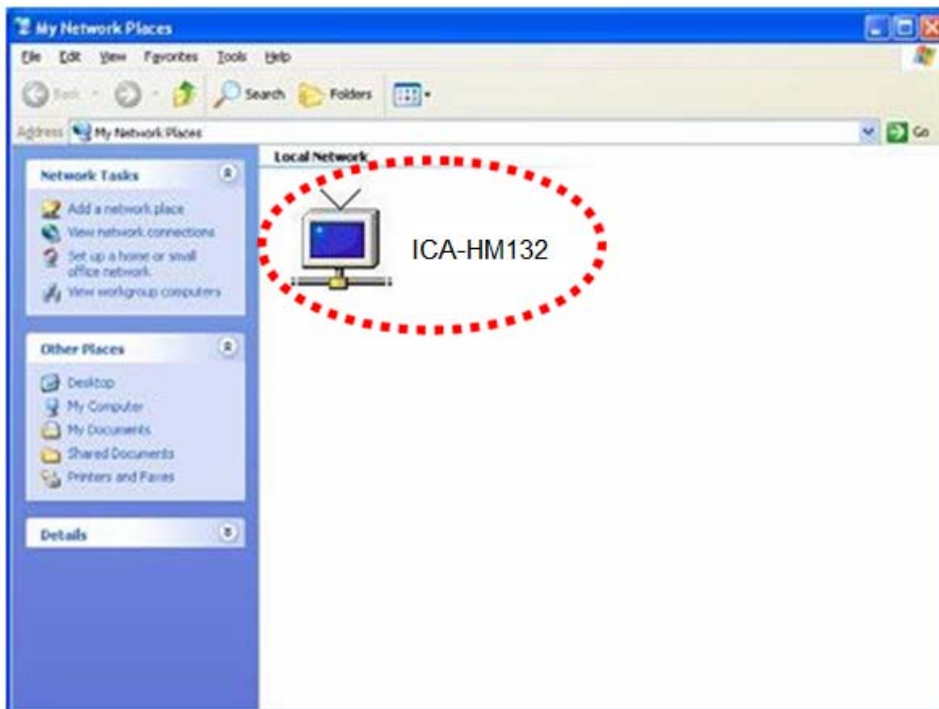 My Network Places
File Edit View Favorites Tools Help
Back Search Folders
Address My Network Places Go
Network Tasks
Add a network place
View network connections
Set up a home or small
office network
View workgroup computers
Other Places
Desktop
My Computer
My Documents
Shared Documents
Printers and Faxes
Details
Local Network
ICA-HM132